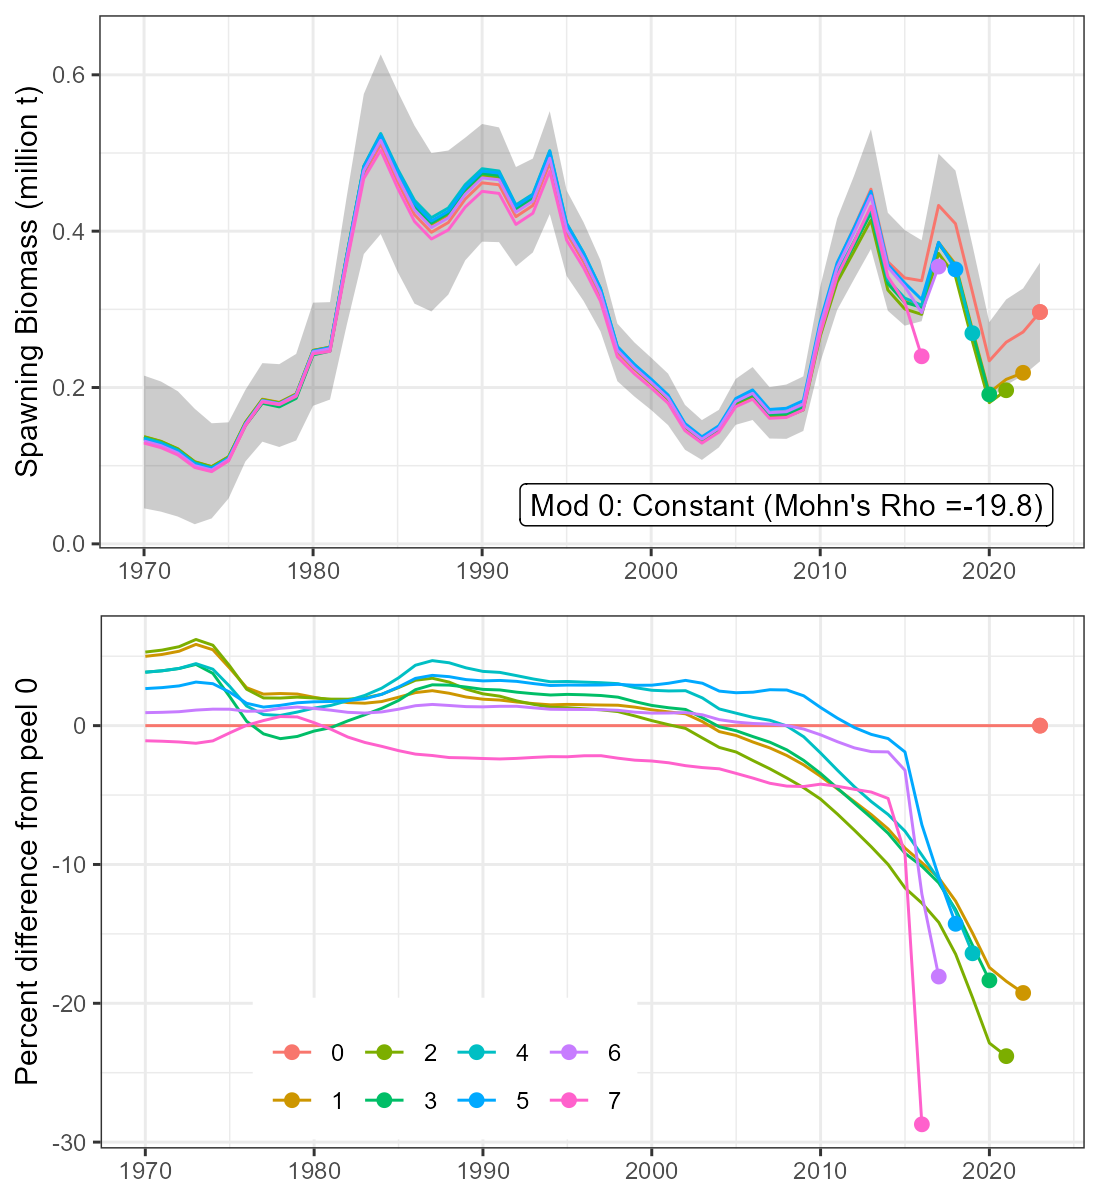 Spawning Biomass (million t)
0.6
0.4
0.2
0.0
Mod 0: Constant (Mohn's Rho =-19.8)
1970 1980 1990 2000 2010 2020
Percent difference from peel 0
0
-10
-20
-30
0 2 4 6
1 3 5 7
1970 1980 1990 2000 2010 2020